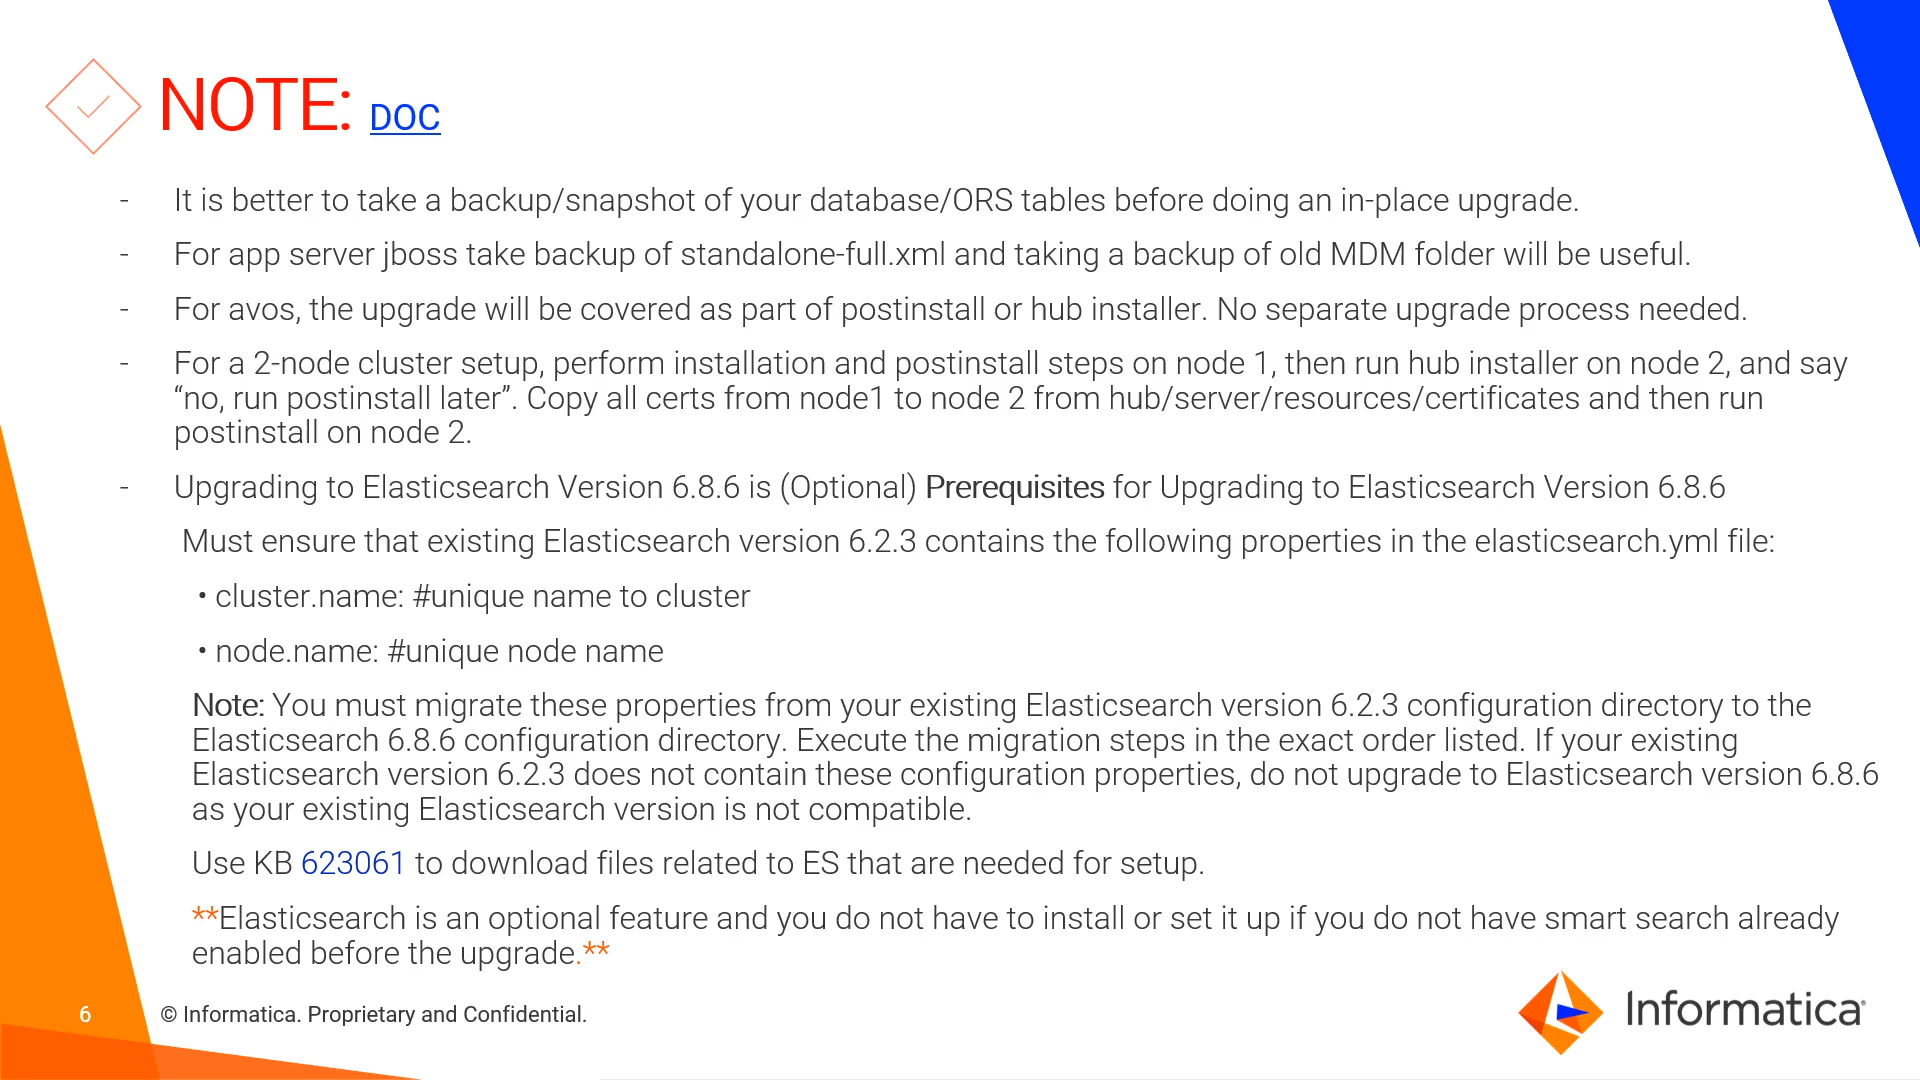 NOTE: DOC
- It is better to take a backup/snapshot of your database/ORS tables before doing an in-place upgrade.
- For app server jboss take backup of standalone-full.xml and taking a backup of old MDM folder will be useful.
- For avos, the upgrade will be covered as part of postinstall or hub installer. No separate upgrade process needed.
- For a 2-node cluster setup, perform installation and postinstall steps on node 1, then run hub installer on node 2, and say
“no, run postinstall later”. Copy all certs from node1 to node 2 from hub/server/resources/certificates and then run
postinstall on node 2.
- Upgrading to Elasticsearch Version 6.8.6 is (Optional) Prerequisites for Upgrading to Elasticsearch Version 6.8.6
Must ensure that existing Elasticsearch version 6.2.3 contains the following properties in the elasticsearch.yml file:
• cluster.name: #unique name to cluster
• node.name: #unique node name
Note: You must migrate these properties from your existing Elasticsearch version 6.2.3 configuration directory to the
Elasticsearch 6.8.6 configuration directory. Execute the migration steps in the exact order listed. If your existing
Elasticsearch version 6.2.3 does not contain these configuration properties, do not upgrade to Elasticsearch version 6.8.6
as your existing Elasticsearch version is not compatible.
Use KB 623061 to download files related to ES that are needed for setup.
**Elasticsearch is an optional feature and you do not have to install or set it up if you do not have smart search already
enabled before the upgrade.**
6 © Informatica. Proprietary and Confidential.
Informatica®